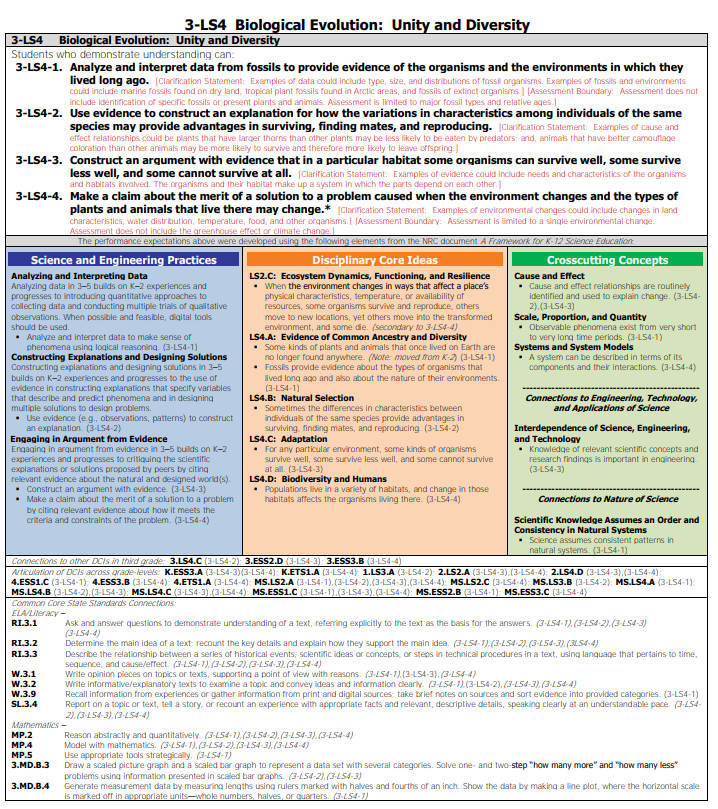 3-LS4 Biological Evolution: Unity and Diversity
3-LS4 Biological Evolution: Unity and Diversity
Students who demonstrate understanding can:
3-LS4-1. Analyze and interpret data from fossils to provide evidence of the organisms and the environments in which they
lived long ago. [Clarification Statement: Examples of data could include type, size, and distributions of fossil organisms. Examples of fossils and environments
could include marine fossils found on dry land, tropical plant fossils found in Arctic areas, and fossils of extinct organisms.] [Assessment Boundary: Assessment does not
include identification of specific fossils or present plants and animals. Assessment is limited to major fossil types and relative ages.]
3-LS4-2. Use evidence to construct an explanation for how the variations in characteristics among individuals of the same
species may provide advantages in surviving, finding mates, and reproducing. [Clarification Statement: Examples of cause and
effect relationships could be plants that have larger thorns than other plants may be less likely to be eaten by predators: and, animals that have better camouflage
coloration than other animals may be more likely to survive and therefore more likely to leave offspring.]
3-LS4-3. Construct an argument with evidence that in a particular habitat some organisms can survive well, some survive
less well, and some cannot survive at all. [Clarification Statement: Examples of evidence could include needs and characteristics of the organisms
and habitats involved. The organisms and their habitat make up a system in which the parts depend on each other.]
3-LS4-4. Make a claim about the merit of a solution to a problem caused when the environment changes and the types of
plants and animals that live there may change.* [Clarification Statement: Examples of environmental changes could include changes in land
characteristics, water distribution, temperature, food, and other organisms.] [Assessment Boundary: Assessment is limited to a single environmental change.
Assessment does not include the greenhouse effect or climate change.]
The performance expectations above were developed using the following elements from the NRC document A Framework for K-12 Science Education:
Science and Engineering Practices
Analyzing and Interpreting Data
Analyzing data in 3–5 builds on K–2 experiences and
progresses to introducing quantitative approaches to
collecting data and conducting multiple trials of qualitative
observations. When possible and feasible, digital tools
should be used.
▪ Analyze and interpret data to make sense of
phenomena using logical reasoning. (3-LS4-1)
Constructing Explanations and Designing Solutions
Constructing explanations and designing solutions in 3–5
builds on K–2 experiences and progresses to the use of
evidence in constructing explanations that specify variables
that describe and predict phenomena and in designing
multiple solutions to design problems.
▪ Use evidence (e.g., observations, patterns) to construct
an explanation. (3-LS4-2)
Engaging in Argument from Evidence
Engaging in argument from evidence in 3–5 builds on K–2
experiences and progresses to critiquing the scientific
explanations or solutions proposed by peers by citing
relevant evidence about the natural and designed world(s).
▪ Construct an argument with evidence. (3-LS4-3)
▪ Make a claim about the merit of a solution to a problem
by citing relevant evidence about how it meets the
criteria and constraints of the problem. (3-LS4-4)
Disciplinary Core Ideas
LS2.C: Ecosystem Dynamics, Functioning, and Resilience
▪ When the environment changes in ways that affect a place's
physical characteristics, temperature, or availability of
resources, some organisms survive and reproduce, others
move to new locations, yet others move into the transformed
environment, and some die. (secondary to 3-LS4-4)
LS4.A: Evidence of Common Ancestry and Diversity
▪ Some kinds of plants and animals that once lived on Earth are
no longer found anywhere. (Note: moved from K-2) (3-LS4-1)
▪ Fossils provide evidence about the types of organisms that
lived long ago and also about the nature of their environments.
(3-LS4-1)
LS4.B: Natural Selection
▪ Sometimes the differences in characteristics between
individuals of the same species provide advantages in
surviving, finding mates, and reproducing. (3-LS4-2)
LS4.C: Adaptation
▪ For any particular environment, some kinds of organisms
survive well, some survive less well, and some cannot survive
at all. (3-LS4-3)
LS4.D: Biodiversity and Humans
▪ Populations live in a variety of habitats, and change in those
habitats affects the organisms living there. (3-LS4-4)
Crosscutting Concepts
Cause and Effect
▪ Cause and effect relationships are routinely
identified and used to explain change. (3-LS4-
2),(3-LS4-3)
Scale, Proportion, and Quantity
▪ Observable phenomena exist from very short
to very long time periods. (3-LS4-1)
Systems and System Models
▪ A system can be described in terms of its
components and their interactions. (3-LS4-4)
Connections to Engineering, Technology,
and Applications of Science
Interdependence of Science, Engineering,
and Technology
▪ Knowledge of relevant scientific concepts and
research findings is important in engineering.
(3-LS4-3)
Connections to Nature of Science
Scientific Knowledge Assumes an Order and
Consistency in Natural Systems
▪ Science assumes consistent patterns in
natural systems. (3-LS4-1)
Connections to other DCIs in third grade: 3.LS4.C (3-LS4-2); 3.ESS2.D (3-LS4-3); 3.ESS3.B (3-LS4-4)
Articulation of DCIs across grade-levels: K.ESS3.A (3-LS4-3)(3-LS4-4); K.ETS1.A (3-LS4-4); 1.LS3.A (3-LS4-2); 2.LS2.A (3-LS4-3),(3-LS4-4); 2.LS4.D (3-LS4-3),(3-LS4-4);
4.ESS1.C (3-LS4-1); 4.ESS3.B (3-LS4-4); 4.ETS1.A (3-LS4-4); MS.LS2.A (3-LS4-1),(3-LS4-2),(3-LS4-3),(3-LS4-4); MS.LS2.C (3-LS4-4); MS.LS3.B (3-LS4-2); MS.LS4.A (3-LS4-1);
MS.LS4.B (3-LS4-2),(3-LS4-3); MS.LS4.C (3-LS4-3),(3-LS4-4); MS.ESS1.C (3-LS4-1),(3-LS4-3),(3-LS4-4); MS.ESS2.B (3-LS4-1); MS.ESS3.C (3-LS4-4)
Common Core State Standards Connections:
ELA/Literacy –
RI.3.1 Ask and answer questions to demonstrate understanding of a text, referring explicitly to the text as the basis for the answers. (3-LS4-1),(3-LS4-2),(3-LS4-3)
(3-LS4-4)
RI.3.2 Determine the main idea of a text; recount the key details and explain how they support the main idea. (3-LS4-1),(3-LS4-2),(3-LS4-3),(3LS4-4)
RI.3.3 Describe the relationship between a series of historical events, scientific ideas or concepts, or steps in technical procedures in a text, using language that pertains to time,
sequence, and cause/effect. (3-LS4-1),(3-LS4-2),(3-LS4-3),(3-LS4-4)
W.3.1 Write opinion pieces on topics or texts, supporting a point of view with reasons. (3-LS4-1),(3-LS4-3),(3-LS4-4)
W.3.2 Write informative/explanatory texts to examine a topic and convey ideas and information clearly. (3-LS4-1),(3-LS4-2),(3-LS4-3),(3-LS4-4)
W.3.9 Recall information from experiences or gather information from print and digital sources; take brief notes on sources and sort evidence into provided categories. (3-LS4-1)
SL.3.4 Report on a topic or text, tell a story, or recount an experience with appropriate facts and relevant, descriptive details, speaking clearly at an understandable pace. (3-LS4-
2),(3-LS4-3),(3-LS4-4)
Mathematics –
MP.2 Reason abstractly and quantitatively. (3-LS4-1),(3-LS4-2),(3-LS4-3),(3-LS4-4)
MP.4 Model with mathematics. (3-LS4-1),(3-LS4-2),(3-LS4-3),(3-LS4-4)
MP.5 Use appropriate tools strategically. (3-LS4-1)
3.MD.B.3 Draw a scaled picture graph and a scaled bar graph to represent a data set with several categories. Solve one- and two-step "how many more" and "how many less"
problems using information presented in scaled bar graphs. (3-LS4-2),(3-LS4-3)
3.MD.B.4 Generate measurement data by measuring lengths using rulers marked with halves and fourths of an inch. Show the data by making a line plot, where the horizontal scale
is marked off in appropriate units—whole numbers, halves, or quarters. (3-LS4-1)